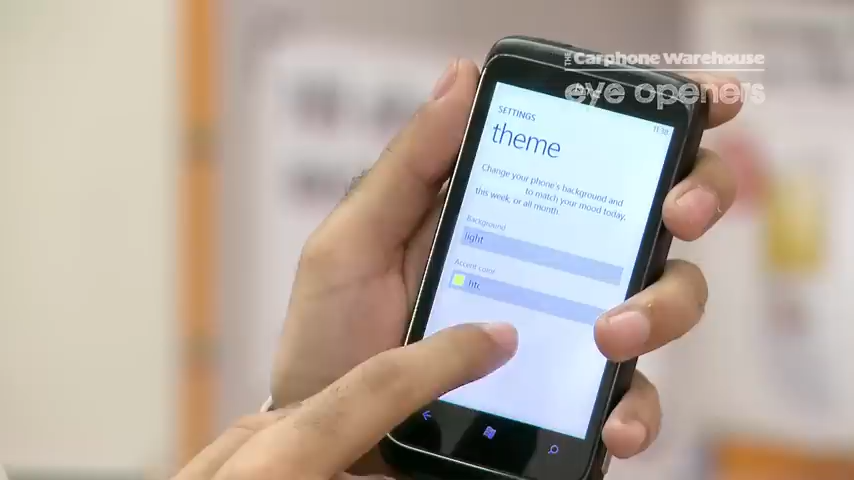 THE Carphone Warehouse
eye openers
SETTINGS
11:38
theme
Change your phone's background and
to match your mood today,
this week, or all month.
Background
light
Accent color
htc